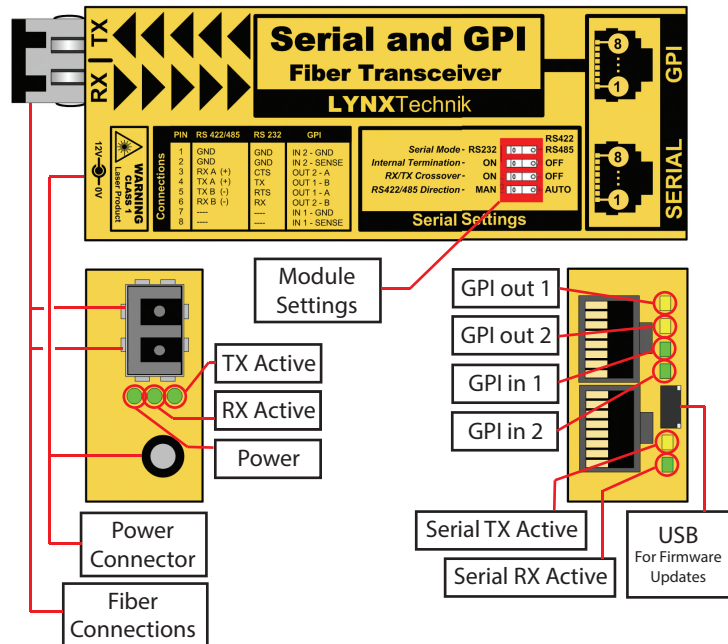 TX
RX
Serial and GPI
Fiber Transceiver
LYNXTechnik
8
1
GPI
8
1
SERIAL
12V 0V
WARNING
CLASS 1
Laser Product
Connections
PIN RS 422/485 RS 232 GPI
1 GND GND IN 2 - GND
2 GND GND IN 2 - SENSE
3 RX A (+) CTS OUT 2 - A
4 TX A (+) TX OUT 1 - B
5 TX B (-) RTS OUT 1 - A
6 RX B (-) RX OUT 2 - B
7 ---- ---- IN 1 - GND
8 ---- ---- IN 1 - SENSE
RS422
Serial Mode - RS232 RS485
Internal Termination - ON OFF
RX/TX Crossover - ON OFF
RS422/485 Direction - MAN AUTO
Serial Settings
Module
Settings
TX Active
RX Active
Power
Power
Connector
Fiber
Connections
GPI out 1
GPI out 2
GPI in 1
GPI in 2
Serial TX Active
Serial RX Active
USB
For Firmware
Updates